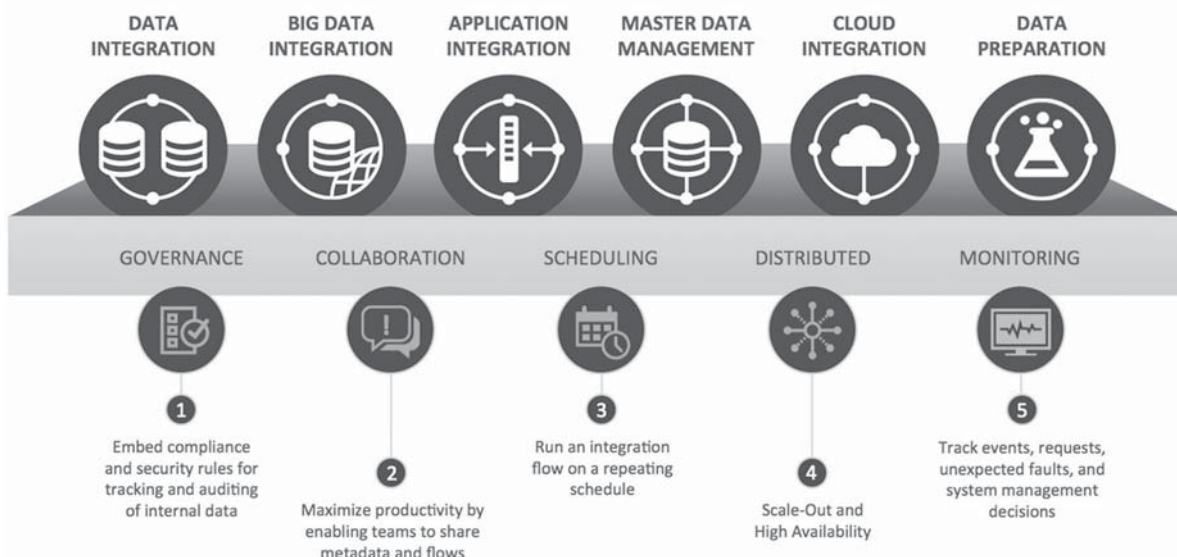 DATA
INTEGRATION
BIG DATA
INTEGRATION
APPLICATION
INTEGRATION
MASTER DATA
MANAGEMENT
CLOUD
INTEGRATION
DATA
PREPARATION
GOVERNANCE
COLLABORATION
SCHEDULING
DISTRIBUTED
MONITORING
1
Embed compliance
and security rules for
tracking and auditing
of internal data
2
Maximize productivity by
enabling teams to share
metadata and flows
3
Run an integration
flow on a repeating
schedule
4
Scale-Out and
High Availability
5
Track events, requests,
unexpected faults, and
system management
decisions